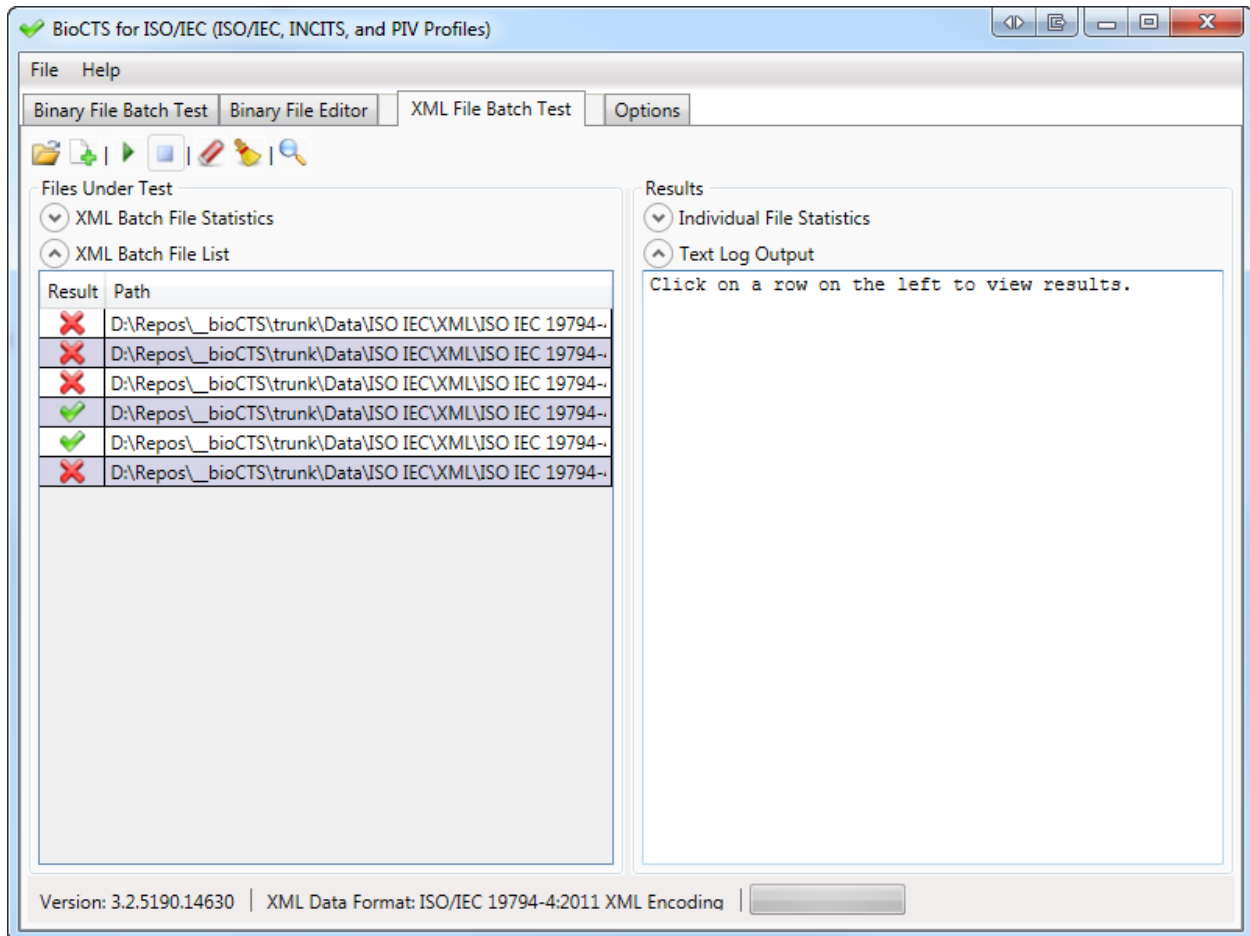 BioCTS for ISO/IEC (ISO/IEC, INCITS, and PIV Profiles)
File Help
Binary File Batch Test Binary File Editor XML File Batch Test Options
Files Under Test
XML Batch File Statistics
XML Batch File List
Result Path
D:\Repos\__bioCTS\trunk\Data\ISO IEC\XML\ISO IEC 19794-
D:\Repos\__bioCTS\trunk\Data\ISO IEC\XML\ISO IEC 19794-
D:\Repos\__bioCTS\trunk\Data\ISO IEC\XML\ISO IEC 19794-
D:\Repos\__bioCTS\trunk\Data\ISO IEC\XML\ISO IEC 19794-
D:\Repos\__bioCTS\trunk\Data\ISO IEC\XML\ISO IEC 19794-
D:\Repos\__bioCTS\trunk\Data\ISO IEC\XML\ISO IEC 19794-
Results
Individual File Statistics
Text Log Output
Click on a row on the left to view results.
Version: 3.2.5190.14630 | XML Data Format: ISO/IEC 19794-4:2011 XML Encoding |